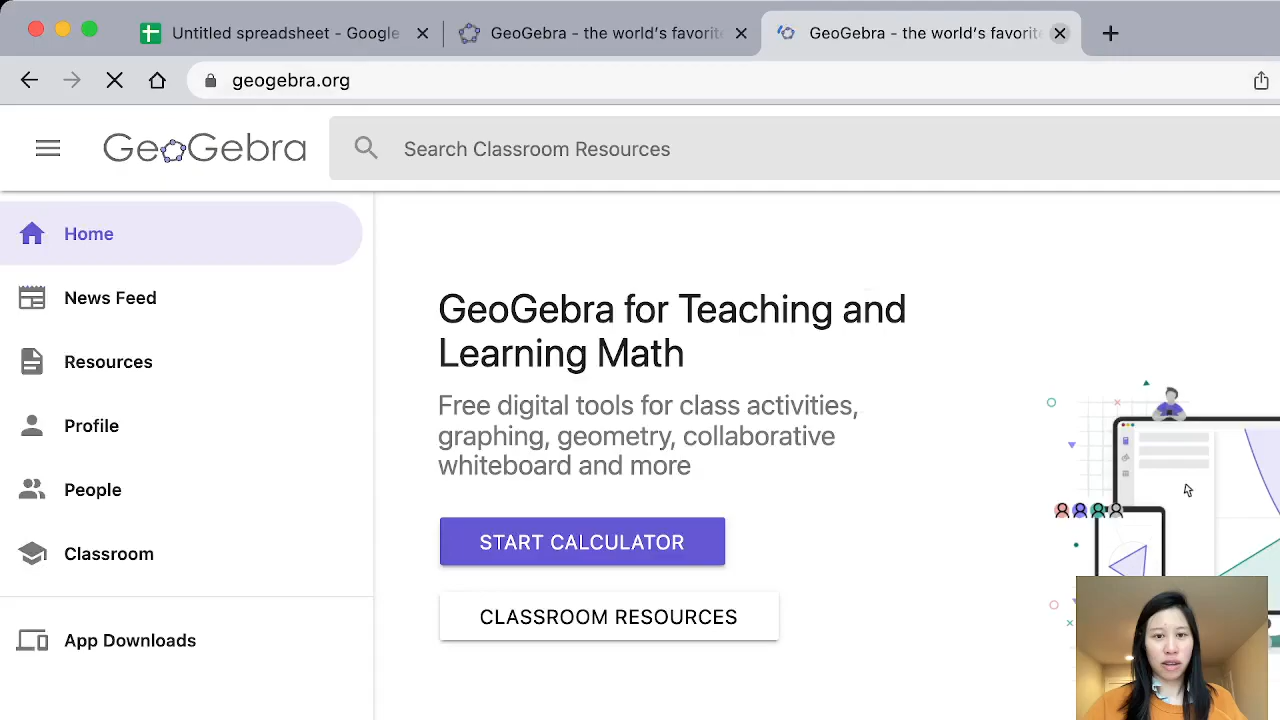 Untitled spreadsheet - Google
GeoGebra - the world's favorit
GeoGebra - the world's favorit
geogebra.org
GeoGebra
Search Classroom Resources
Home
News Feed
Resources
Profile
People
Classroom
App Downloads
GeoGebra for Teaching and
Learning Math
Free digital tools for class activities,
graphing, geometry, collaborative
whiteboard and more
START CALCULATOR
CLASSROOM RESOURCES